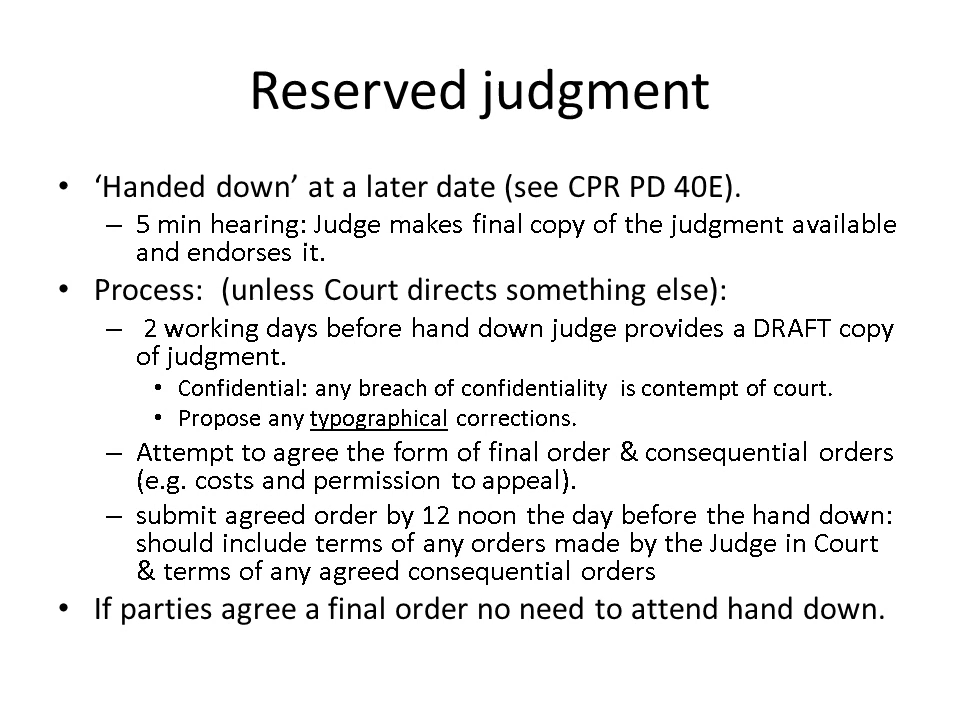 Reserved judgment
• ‘Handed down’ at a later date (see CPR PD 40E).
– 5 min hearing: Judge makes final copy of the judgment available
and endorses it.
• Process:  (unless Court directs something else):
–  2 working days before hand down judge provides a DRAFT copy
of judgment.
• Confidential: any breach of confidentiality  is contempt of court.
• Propose any typographical corrections.
– Attempt to agree the form of final order & consequential orders
(e.g. costs and permission to appeal).
– submit agreed order by 12 noon the day before the hand down:
should include terms of any orders made by the Judge in Court
& terms of any agreed consequential orders
• If parties agree a final order no need to attend hand down.